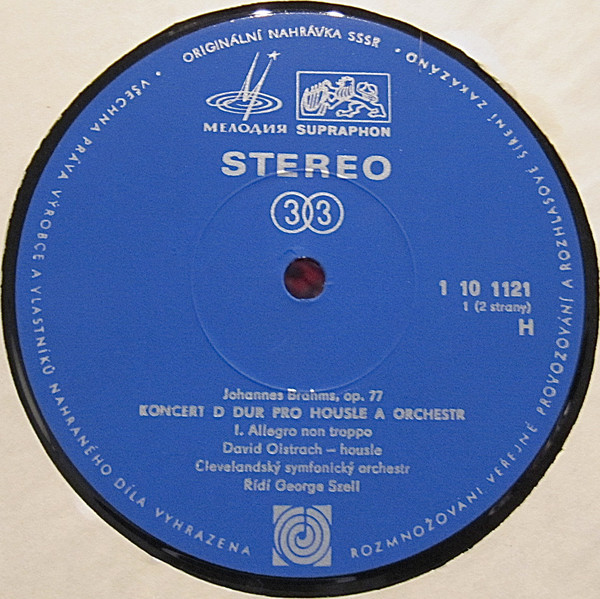 ORIGINÁLNÍ NAHRÁVKA SSSR
МЕЛОДИЯ SUPRAPHON
STEREO
33
1 10 1121
1 (2 strany)
H
Johannes Brahms, op. 77
KONCERT D DUR PRO HOUSLE A ORCHESTR
I. Allegro non troppo
David Oistrach – housle
Clevelandský symfonický orchestr
Řídí George Szell
• VŠECHNA PRÁVA VÝROBCE A VLASTNÍKŮ NAHRANÉHO DÍLA VYHRAZENA
ROZMNOŽOVÁNÍ, VEŘEJNÉ PROVOZOVÁNÍ A ROZHLASOVÉ ŠÍŘENÍ ZAKÁZÁNO •